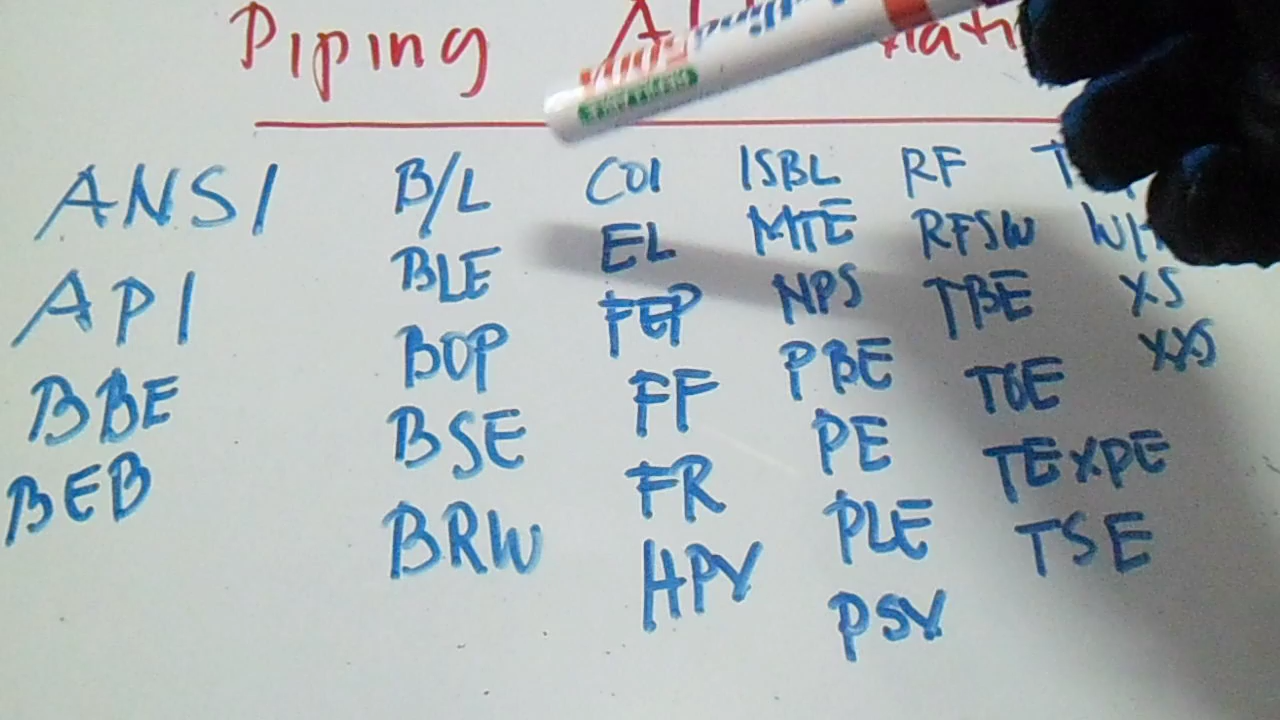 Piping
ANSI
API
BBE
BEB
B/L
BLE
BOP
BSE
BRW
COI
EL
FEP
FF
FR
HPV
ISBL
MTE
NPS
PBE
PE
PLE
PSV
RF
RFSW
TBE
TOE
TEXPE
TSE
XS
XXS